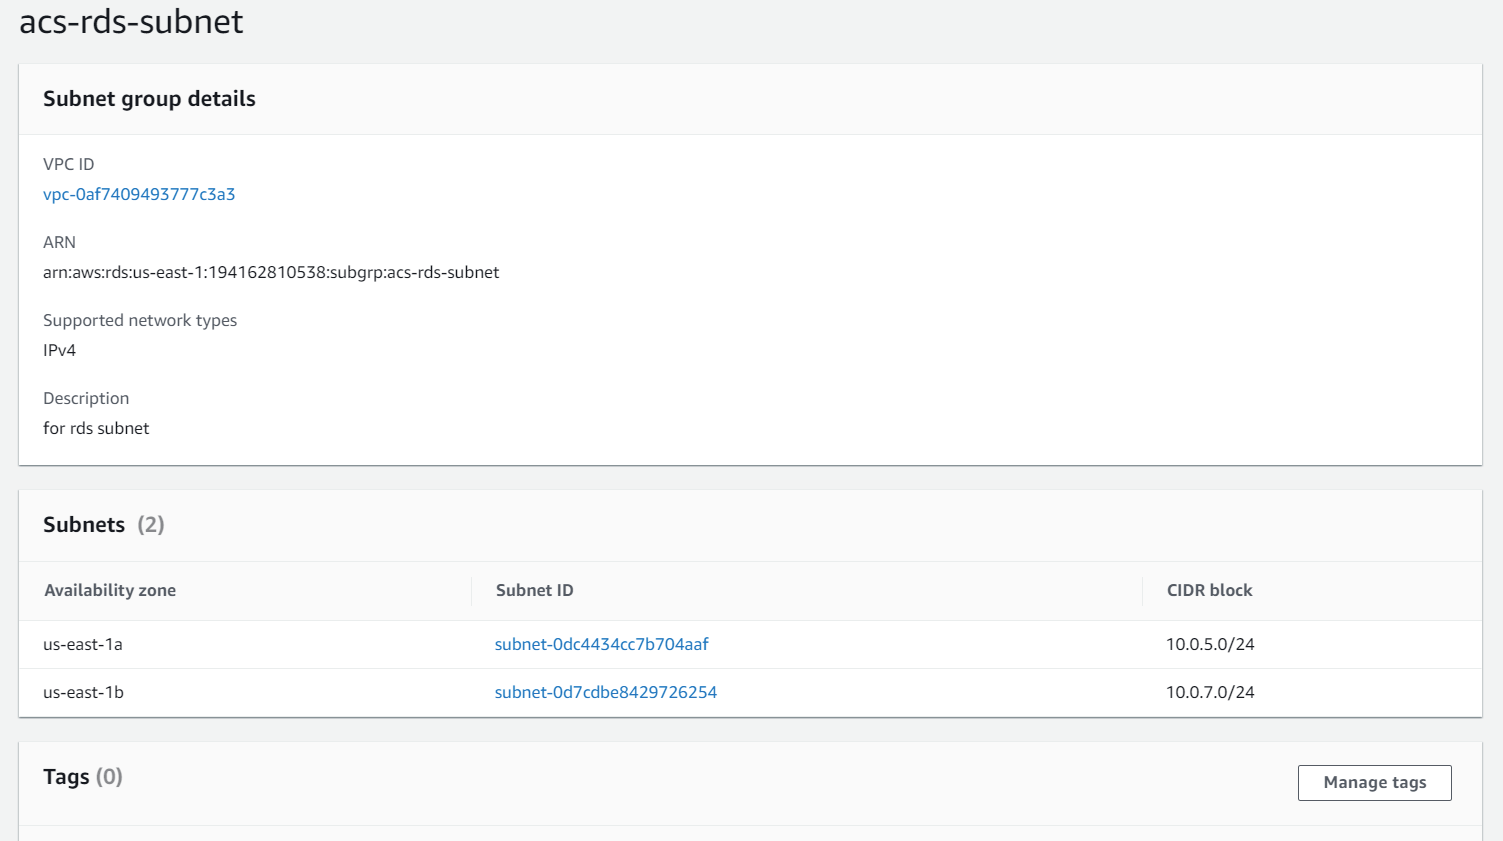 acs-rds-subnet
Subnet group details
VPC ID
vpc-0af7409493777c3a3
ARN
arn:aws:rds:us-east-1:194162810538:subgrp:acs-rds-subnet
Supported network types
IPv4
Description
for rds subnet
Subnets (2)
Availability zone Subnet ID CIDR block
us-east-1a subnet-0dc4434cc7b704aaf 10.0.5.0/24
us-east-1b subnet-0d7cdbe8429726254 10.0.7.0/24
Tags (0)
Manage tags